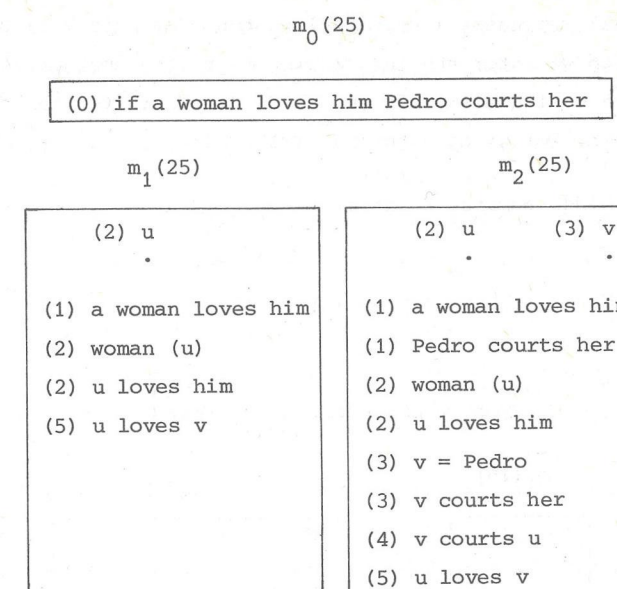 m0(25)
(0) if a woman loves him Pedro courts her
m1(25)
(2) u
(1) a woman loves him
(2) woman (u)
(2) u loves him
(5) u loves v
m2(25)
(2) u (3) v
(1) a woman loves
(1) Pedro courts her
(2) woman (u)
(2) u loves him
(3) v = Pedro
(3) v courts her
(4) v courts u
(5) u loves v